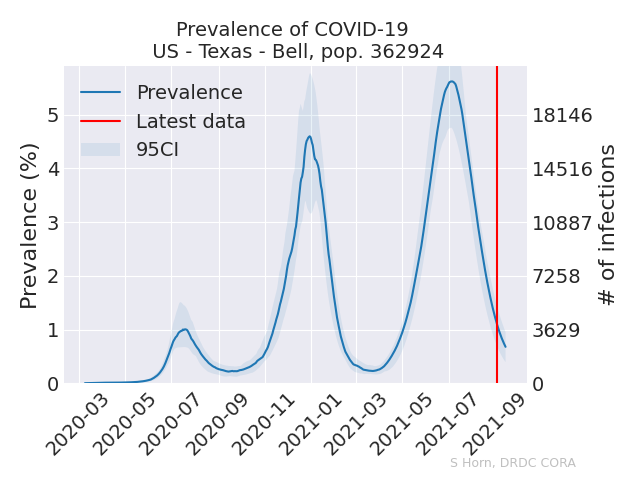 Prevalence of COVID-19
US - Texas - Bell, pop. 362924
Prevalence
Latest data
95CI
Prevalence (%)
5
4
3
2
1
0
18146
14516
10887
7258
3629
0
# of infections
2020-03
2020-05
2020-07
2020-09
2020-11
2021-01
2021-03
2021-05
2021-07
2021-09
S Horn, DRDC CORA